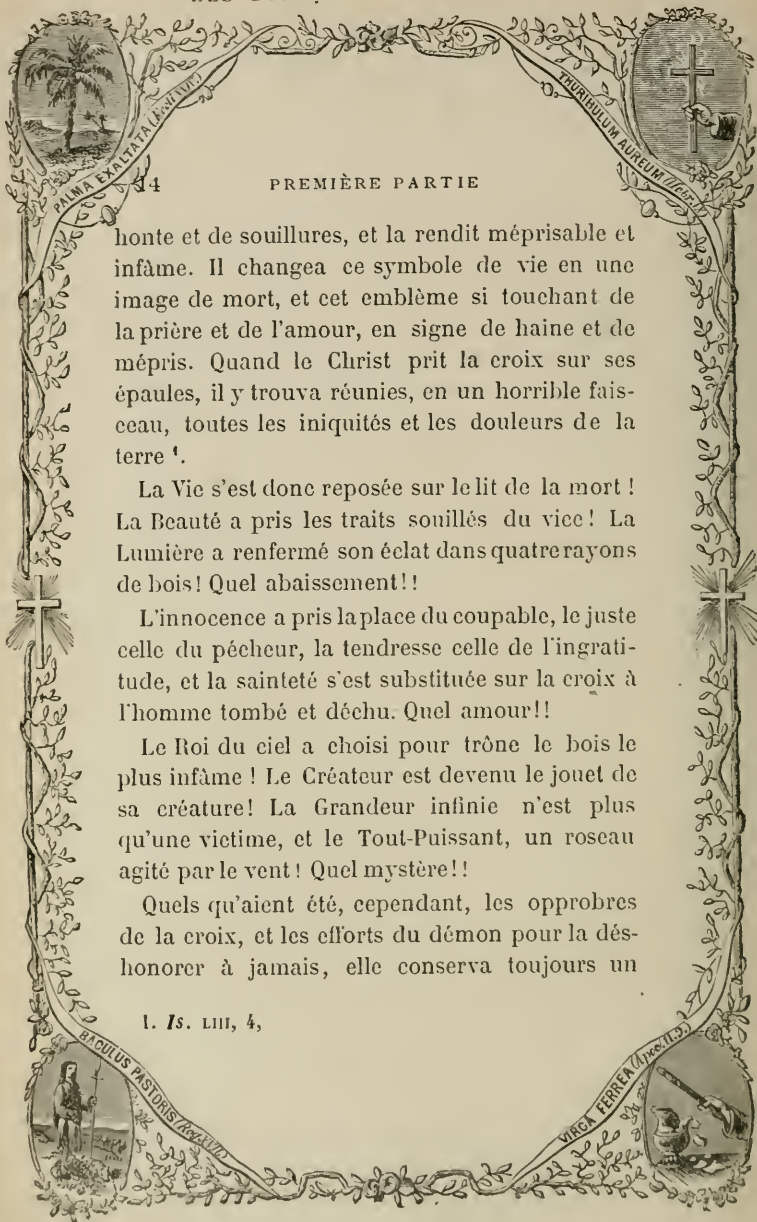 PALMA EXALTATA
THURIBULUM AUREUM
14 PREMIÈRE PARTIE
honte et de souillures, et la rendit méprisable et
infâme. Il changea ce symbole de vie en une
image de mort, et cet emblème si touchant de
la prière et de l'amour, en signe de haine et de
mépris. Quand le Christ prit la croix sur ses
épaules, il y trouva réunies, en un horrible fais-
ceau, toutes les iniquités et les douleurs de la
terre ¹.
La Vie s'est donc reposée sur le lit de la mort !
La Beauté a pris les traits souillés du vice ! La
Lumière a renfermé son éclat dans quatre rayons
de bois ! Quel abaissement !!
L'innocence a pris la place du coupable, le juste
celle du pécheur, la tendresse celle de l'ingrati-
tude, et la sainteté s'est substituée sur la croix à
l'homme tombé et déchu. Quel amour !!
Le Roi du ciel a choisi pour trône le bois le
plus infâme ! Le Créateur est devenu le jouet de
sa créature ! La Grandeur infinie n'est plus
qu'une victime, et le Tout-Puissant, un roseau
agité par le vent ! Quel mystère !!
Quels qu'aient été, cependant, les opprobres
de la croix, et les efforts du démon pour la dés-
honorer à jamais, elle conserva toujours un
1. Is. LIII, 4,
BACULUS PASTORIS
VIRGA FERREA (Apoc. II. 9.)